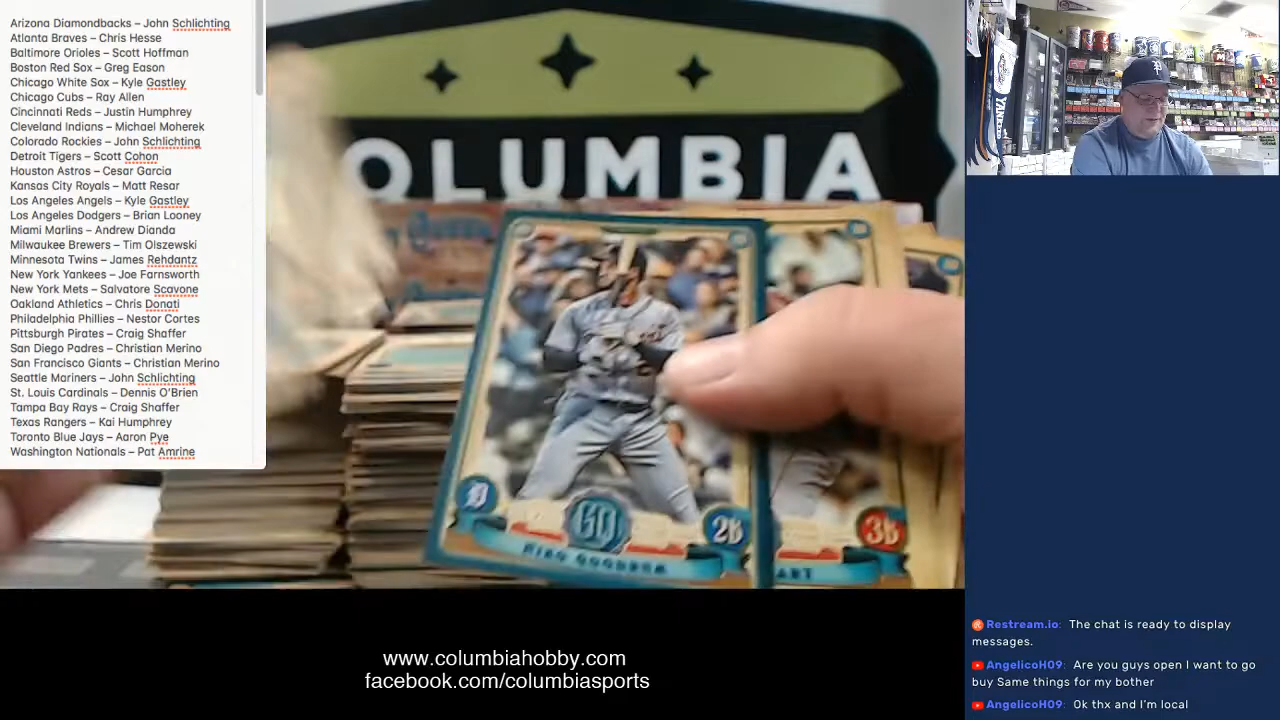 Arizona Diamondbacks – John Schlichting
Atlanta Braves – Chris Hesse
Baltimore Orioles – Scott Hoffman
Boston Red Sox – Greg Eason
Chicago White Sox – Kyle Gastley
Chicago Cubs – Ray Allen
Cincinnati Reds – Justin Humphrey
Cleveland Indians – Michael Moherek
Colorado Rockies – John Schlichting
Detroit Tigers – Scott Cohon
Houston Astros – Cesar Garcia
Kansas City Royals – Matt Resar
Los Angeles Angels – Kyle Gastley
Los Angeles Dodgers – Brian Looney
Miami Marlins – Andrew Dianda
Milwaukee Brewers – Tim Olszewski
Minnesota Twins – James Rehdantz
New York Yankees – Joe Farnsworth
New York Mets – Salvatore Scavone
Oakland Athletics – Chris Donati
Philadelphia Phillies – Nestor Cortes
Pittsburgh Pirates – Craig Shaffer
San Diego Padres – Christian Merino
San Francisco Giants – Christian Merino
Seattle Mariners – John Schlichting
St. Louis Cardinals – Dennis O'Brien
Tampa Bay Rays – Craig Shaffer
Texas Rangers – Kai Humphrey
Toronto Blue Jays – Aaron Pye
Washington Nationals – Pat Amrine
OLUMBIA
D
GQ
2B
NIKO GOODRUM
3B
ART
www.columbiahobby.com
facebook.com/columbiasports
Restream.io: The chat is ready to display
messages.
AngelicoH09: Are you guys open I want to go
buy Same things for my bother
AngelicoH09: Ok thx and I'm local